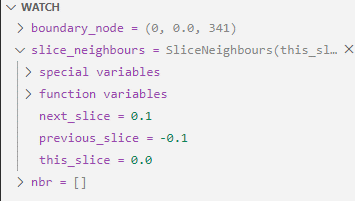 WATCH
boundary_node = (0, 0.0, 341)
slice_neighbours = SliceNeighbours(this_sl…
special variables
function variables
next_slice = 0.1
previous_slice = -0.1
this_slice = 0.0
nbr = []